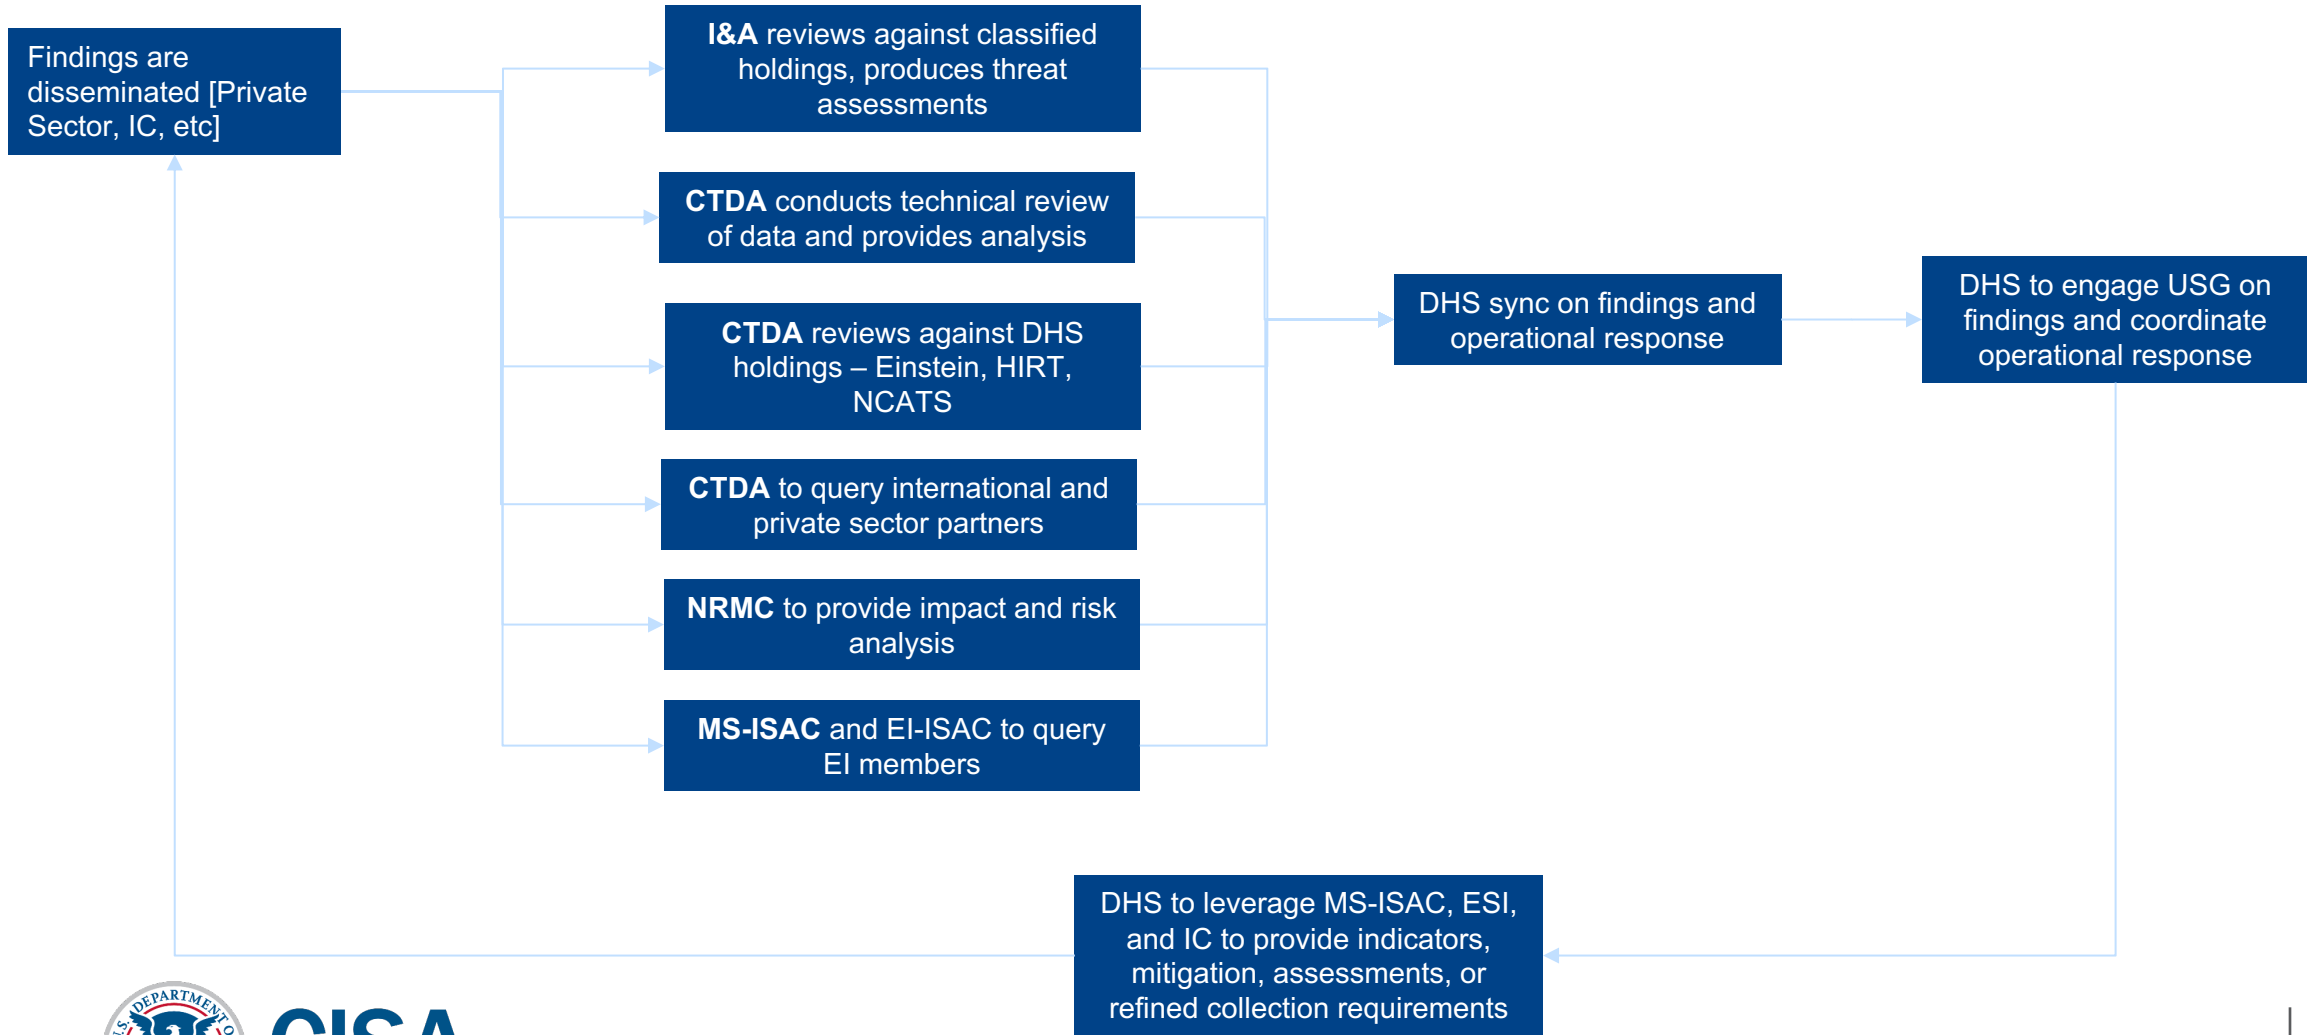 Findings are
disseminated [Private
Sector, IC, etc]
I&A reviews against classified
holdings, produces threat
assessments
CTDA conducts technical review
of data and provides analysis
CTDA reviews against DHS
holdings – Einstein, HIRT,
NCATS
CTDA to query international and
private sector partners
NRMC to provide impact and risk
analysis
MS-ISAC and EI-ISAC to query
EI members
DHS sync on findings and
operational response
DHS to engage USG on
findings and coordinate
operational response
DHS to leverage MS-ISAC, ESI,
and IC to provide indicators,
mitigation, assessments, or
refined collection requirements
U.S. DEPARTMENT O
CISA